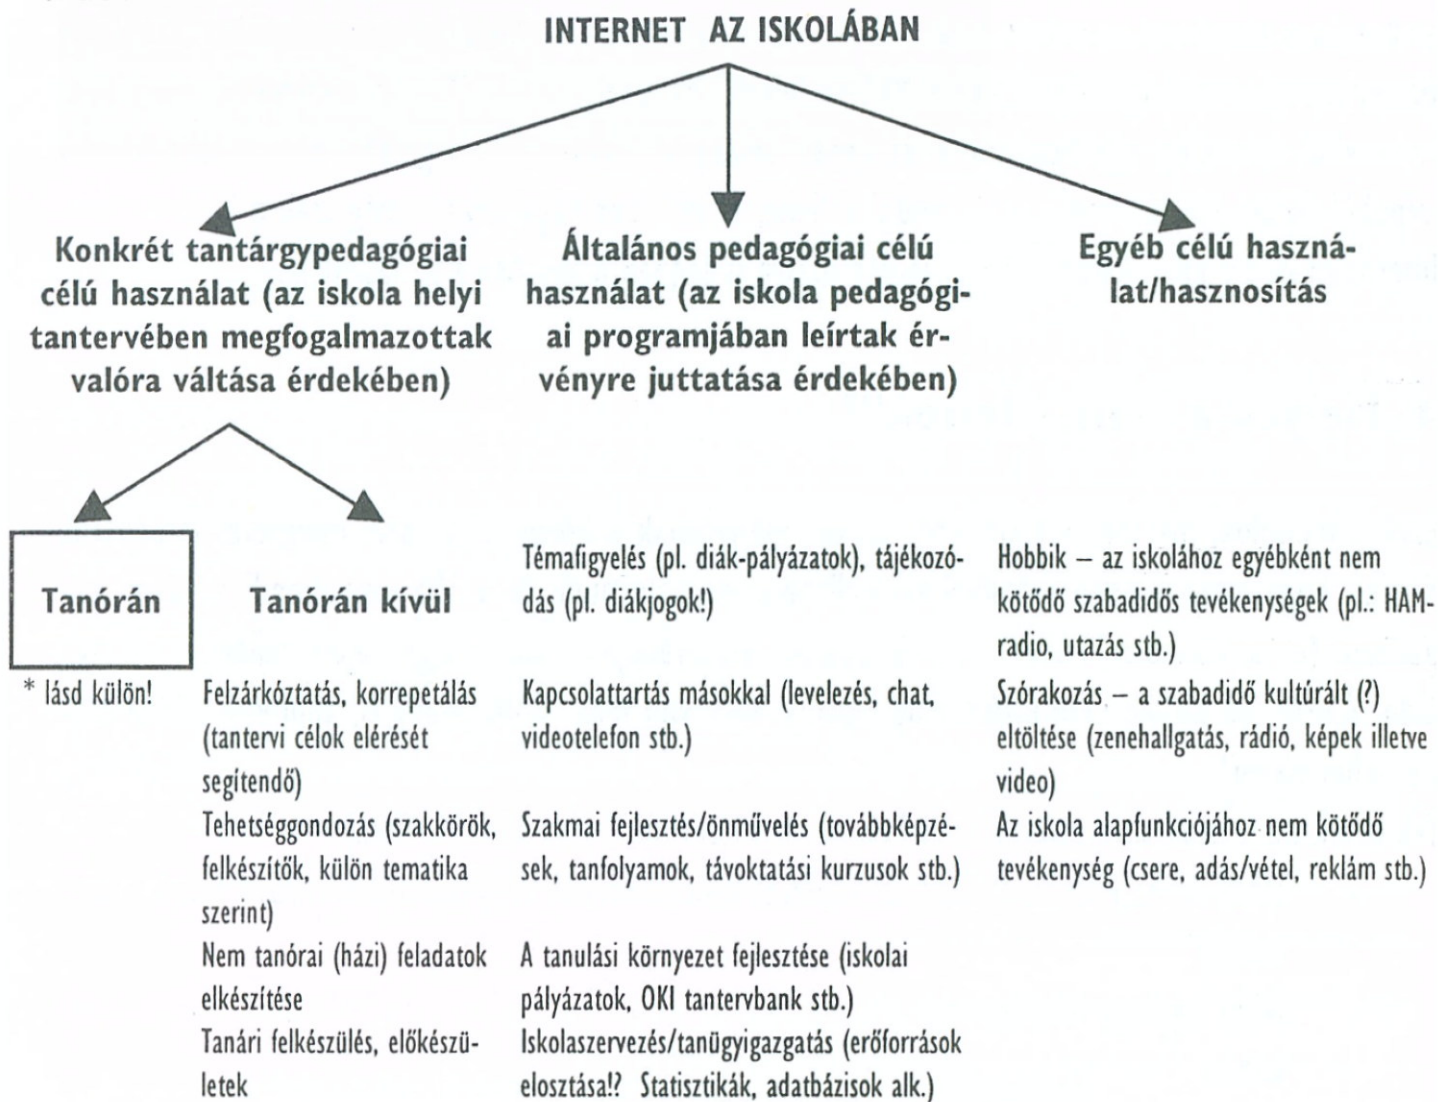 INTERNET AZ ISKOLÁBAN
Konkrét tantárgypedagógiai
célú használat (az iskola helyi
tantervében megfogalmazottak
valóra váltása érdekében)
Általános pedagógiai célú
használat (az iskola pedagógi-
ai programjában leírtak ér-
vényre juttatása érdekében)
Egyéb célú haszná-
lat/hasznosítás
Tanórán
* lásd külön!
Tanórán kívül
Felzárkóztatás, korrepetálás
(tantervi célok elérését
segítendő)
Tehetséggondozás (szakkörök,
felkészítők, külön tematika
szerint)
Nem tanórai (házi) feladatok
elkészítése
Tanári felkészülés, előkészü-
letek
Témafigyelés (pl. diák-pályázatok), tájékozó-
dás (pl. diákjogok!)
Kapcsolattartás másokkal (levelezés, chat,
videotelefon stb.)
Szakmai fejlesztés/önművelés (továbbképzé-
sek, tanfolyamok, távoktatási kurzusok stb.)
A tanulási környezet fejlesztése (iskolai
pályázatok, OKI tantervbank stb.)
Iskolaszervezés/tanügyigazgatás (erőforrások
elosztása!? Statisztikák, adatbázisok alk.)
Hobbik – az iskolához egyébként nem
kötődő szabadidős tevékenységek (pl.: HAM-
radio, utazás stb.)
Szórakozás – a szabadidő kultúrált (?)
eltöltése (zenehallgatás, rádió, képek illetve
video)
Az iskola alapfunkciójához nem kötődő
tevékenység (csere, adás/vétel, reklám stb.)